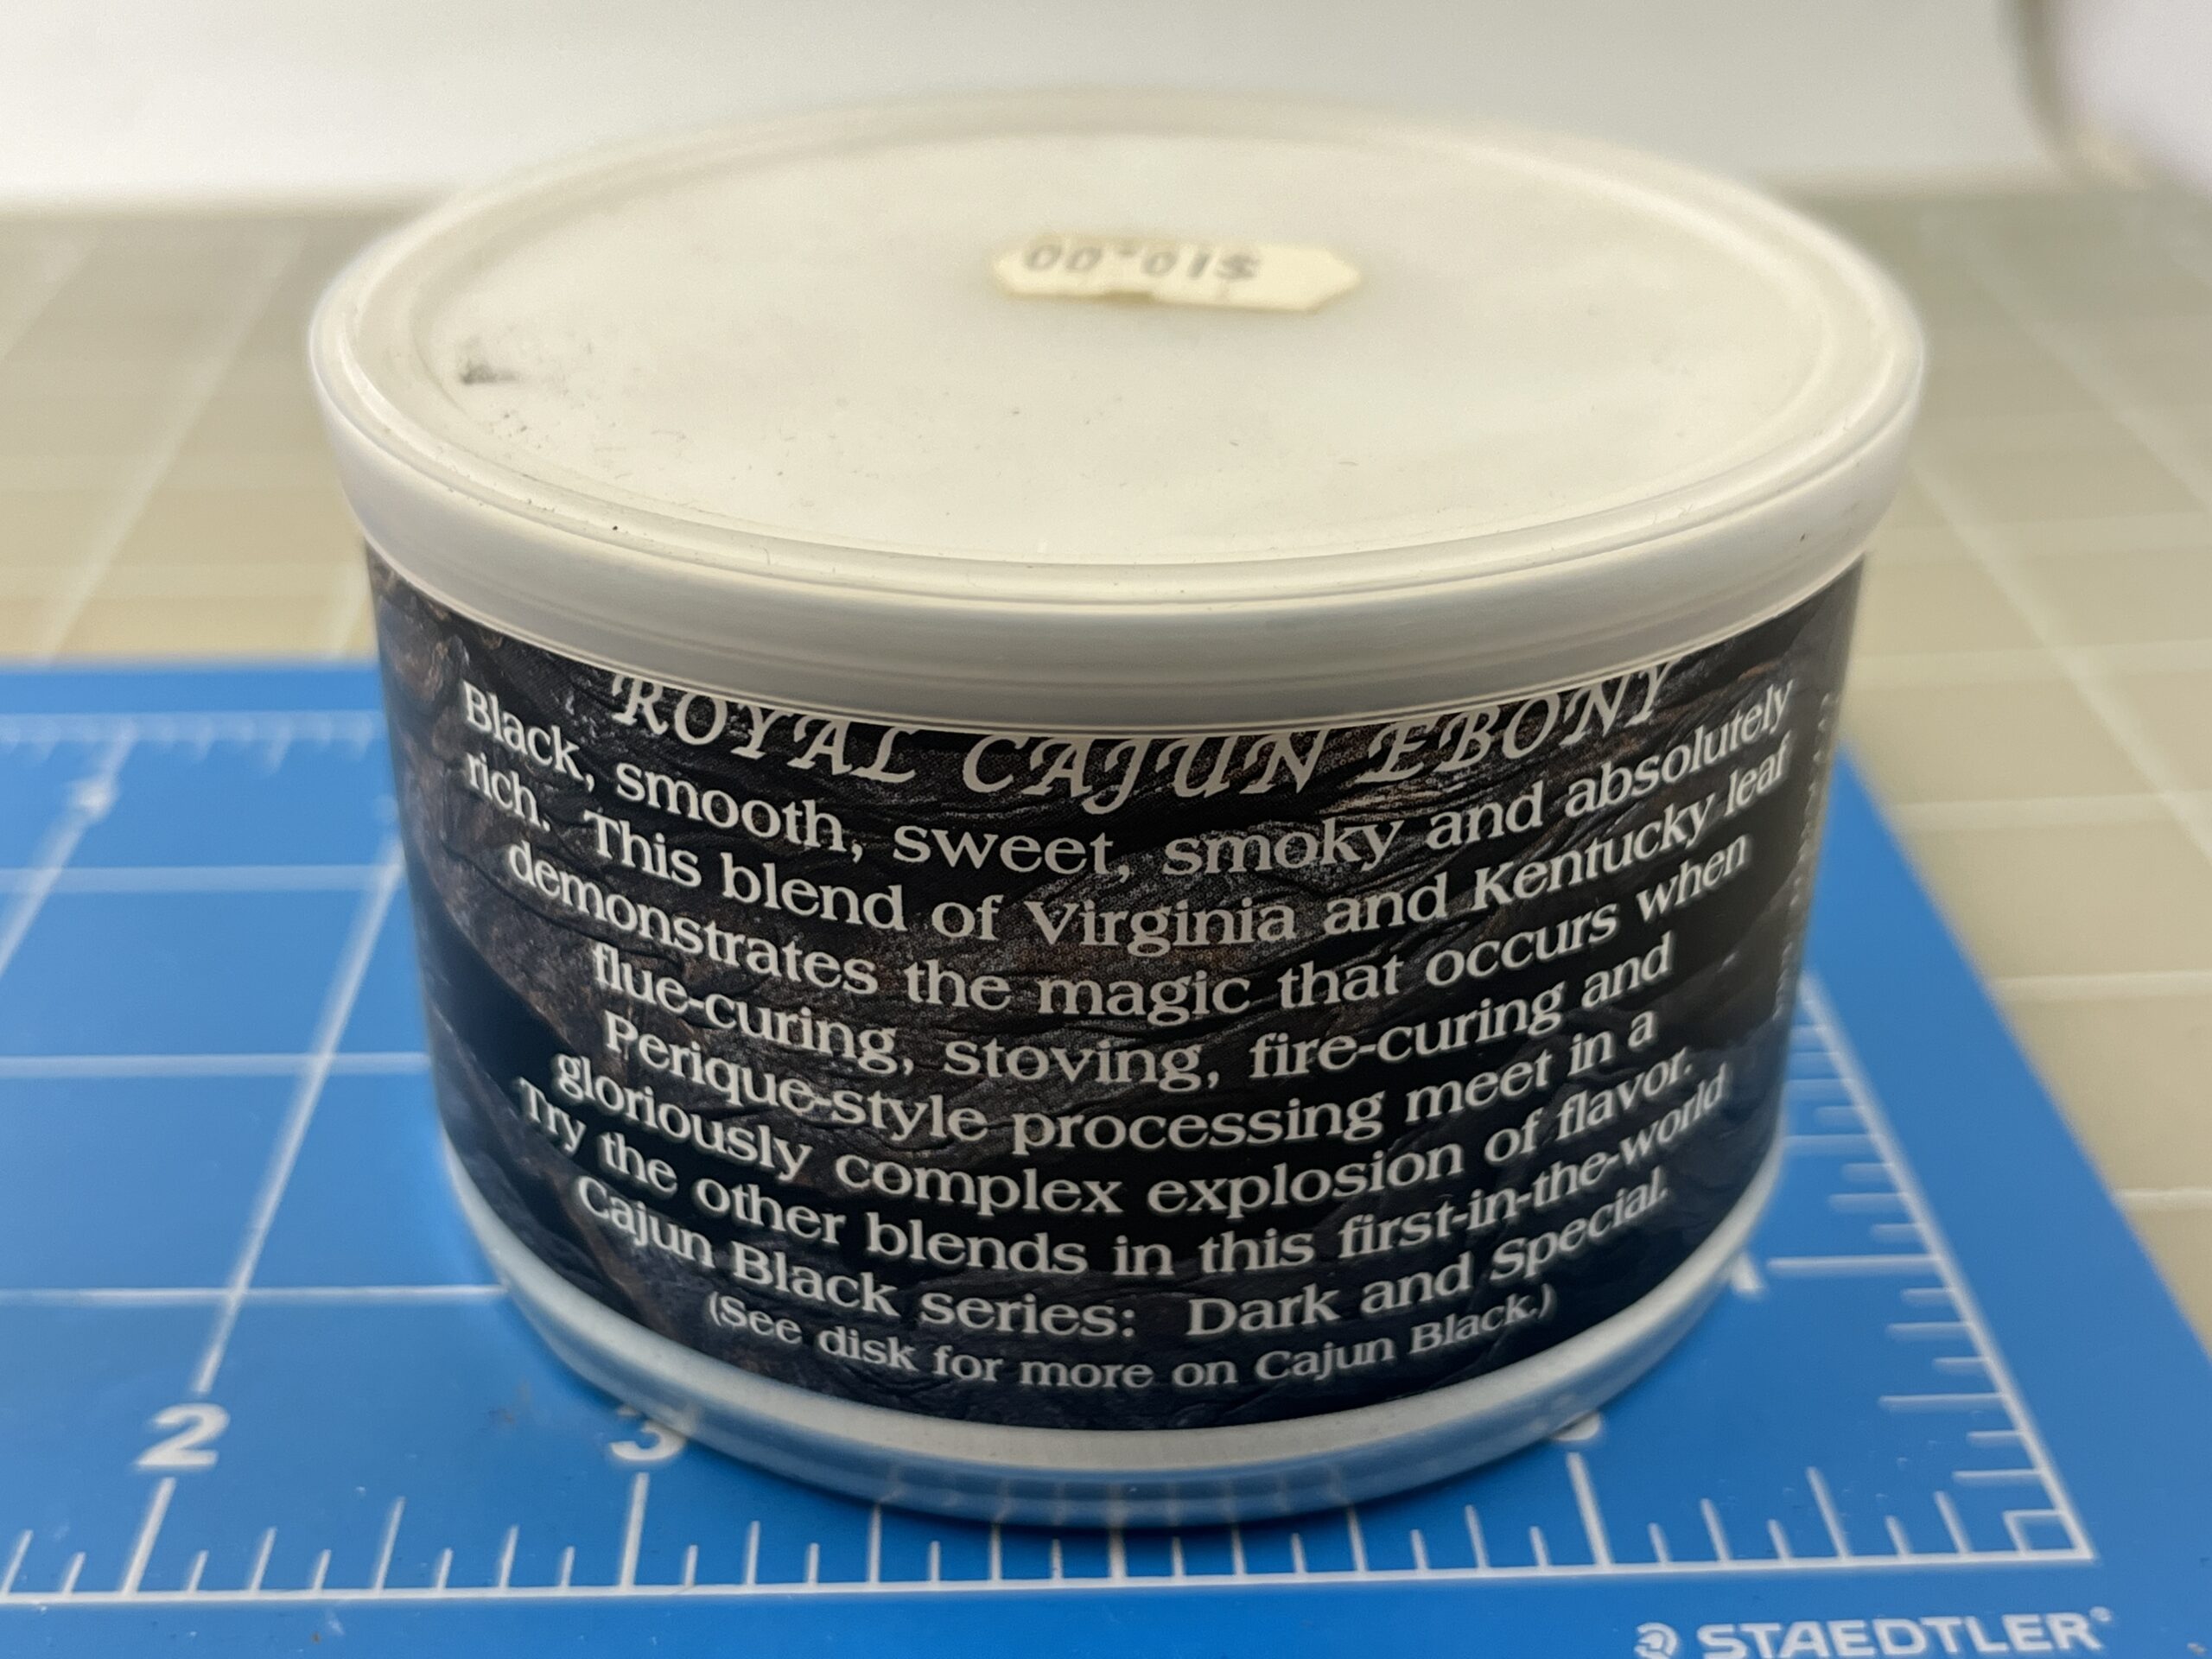 $10.00
ROYAL CAJUN EBONY
Black, smooth, sweet, smoky and absolutely
rich. This blend of Virginia and Kentucky leaf
demonstrates the magic that occurs when
flue-curing, stoving, fire-curing and
Perique-style processing meet in a
gloriously complex explosion of flavor.
Try the other blends in this first-in-the-world
Cajun Black series: Dark and Special.
(See disk for more on Cajun Black.)
1
2
3
STAEDTLER®